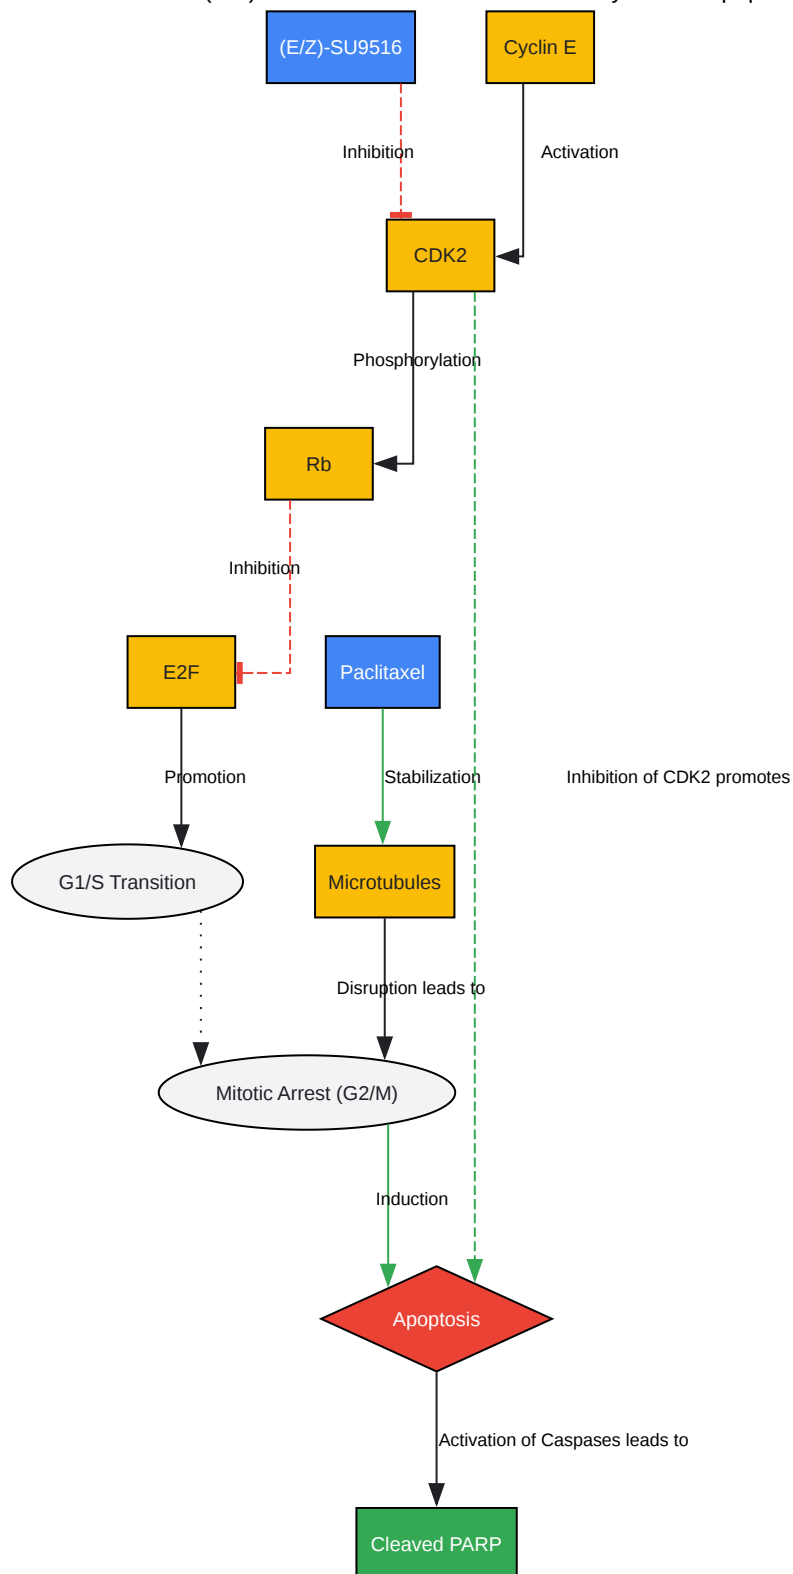 (E/Z)-SU9516
Cyclin E
Inhibition
Activation
CDK2
Phosphorylation
Rb
Inhibition
E2F
Paclitaxel
Promotion
Stabilization
Inhibition of CDK2 promotes
G1/S Transition
Microtubules
Disruption leads to
Mitotic Arrest (G2/M)
Induction
Apoptosis
Activation of Caspases leads to
Cleaved PARP